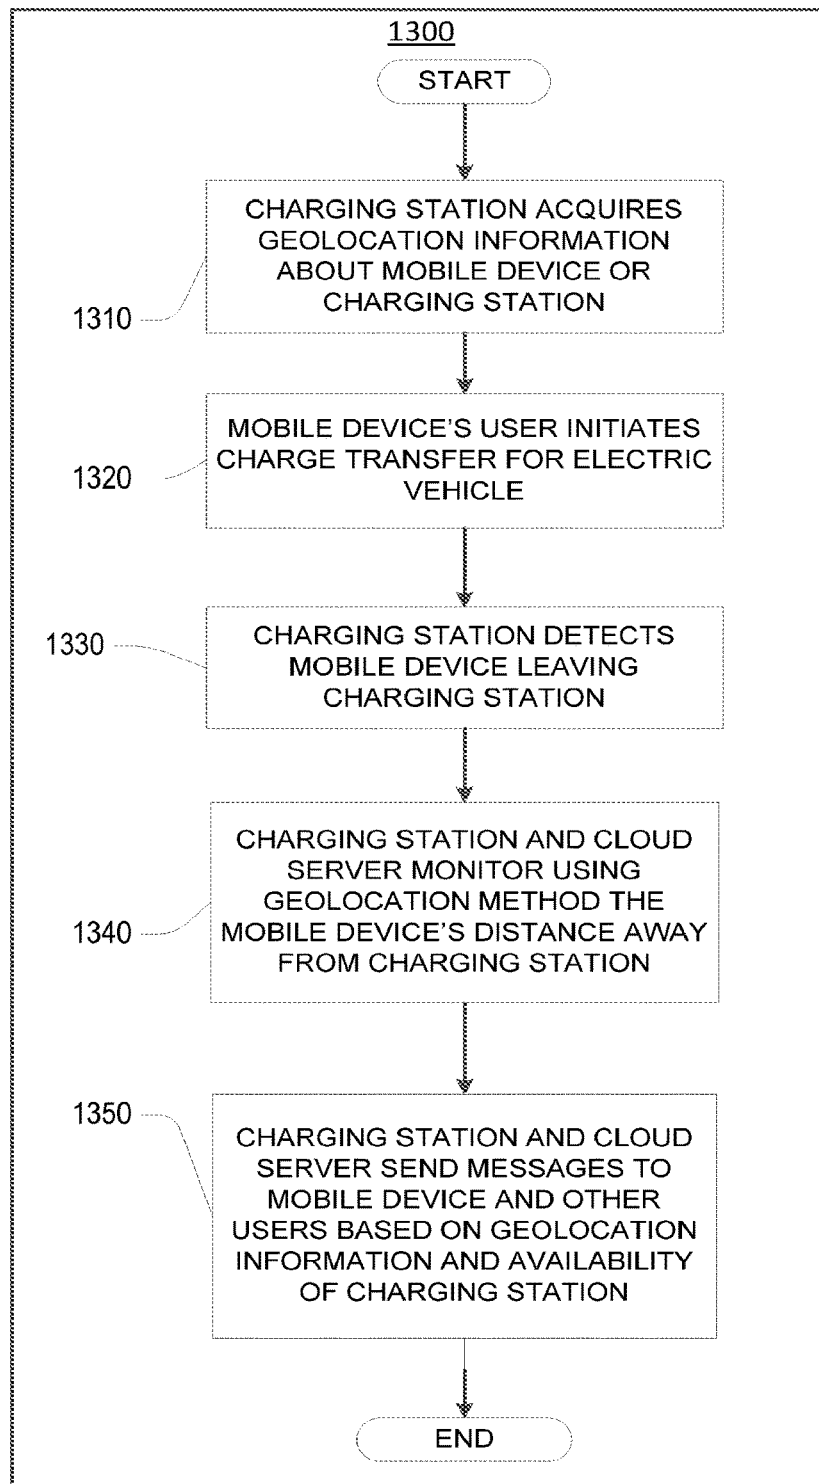 1300
START
CHARGING STATION ACQUIRES
GEOLOCATION INFORMATION
ABOUT MOBILE DEVICE OR
CHARGING STATION
1310
MOBILE DEVICE'S USER INITIATES
CHARGE TRANSFER FOR ELECTRIC
VEHICLE
1320
1330
CHARGING STATION DETECTS
MOBILE DEVICE LEAVING
CHARGING STATION
CHARGING STATION AND CLOUD
SERVER MONITOR USING
GEOLOCATION METHOD THE
MOBILE DEVICE'S DISTANCE AWAY
FROM CHARGING STATION
1340
1350
CHARGING STATION AND CLOUD
SERVER SEND MESSAGES TO
MOBILE DEVICE AND OTHER
USERS BASED ON GEOLOCATION
INFORMATION AND AVAILABILITY
OF CHARGING STATION
END